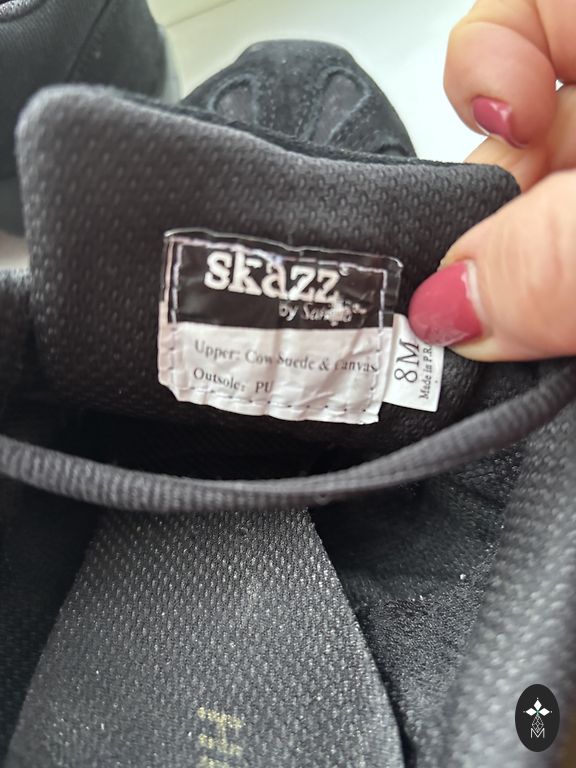 skazz
by Sansha
Upper: Cow Suede & Canvas
Outsole: PU
8M
Made in P.R.
M